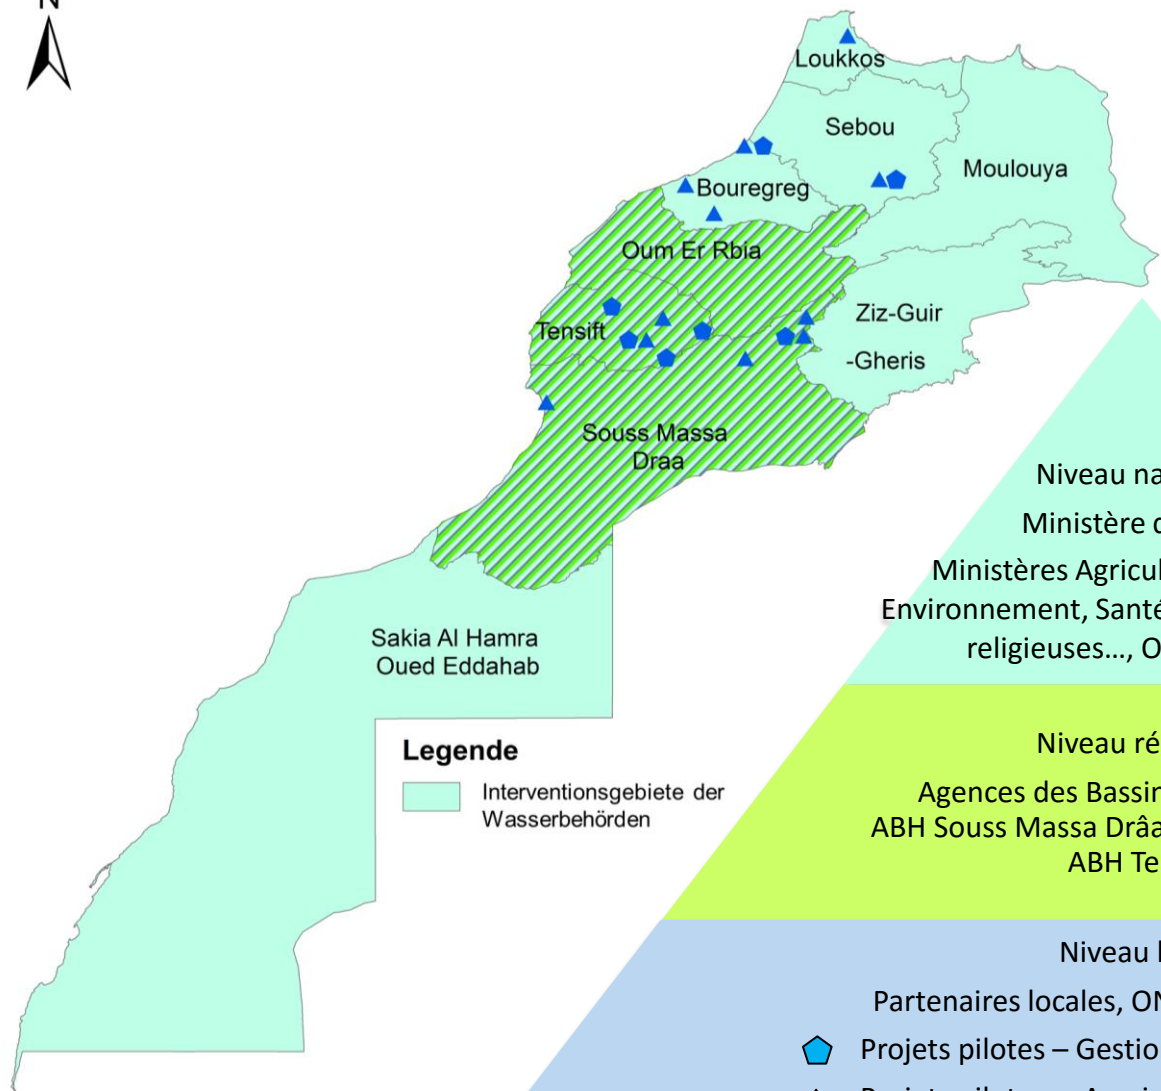 N
Loukkos
Sebou
Moulouya
Bouregreg
Oum Er Rbia
Ziz-Guir
-Gheris
Tensift
Souss Massa
Draa
Sakia Al Hamra
Oued Eddahab
Legende
Interventionsgebiete der
Wasserbehörden
Niveau na
Ministère d
Ministères Agricul
Environnement, Santé
religieuses..., O
Niveau ré
Agences des Bassin
ABH Souss Massa Drâa
ABH Te
Niveau l
Partenaires locales, ON
Projets pilotes – Gestio